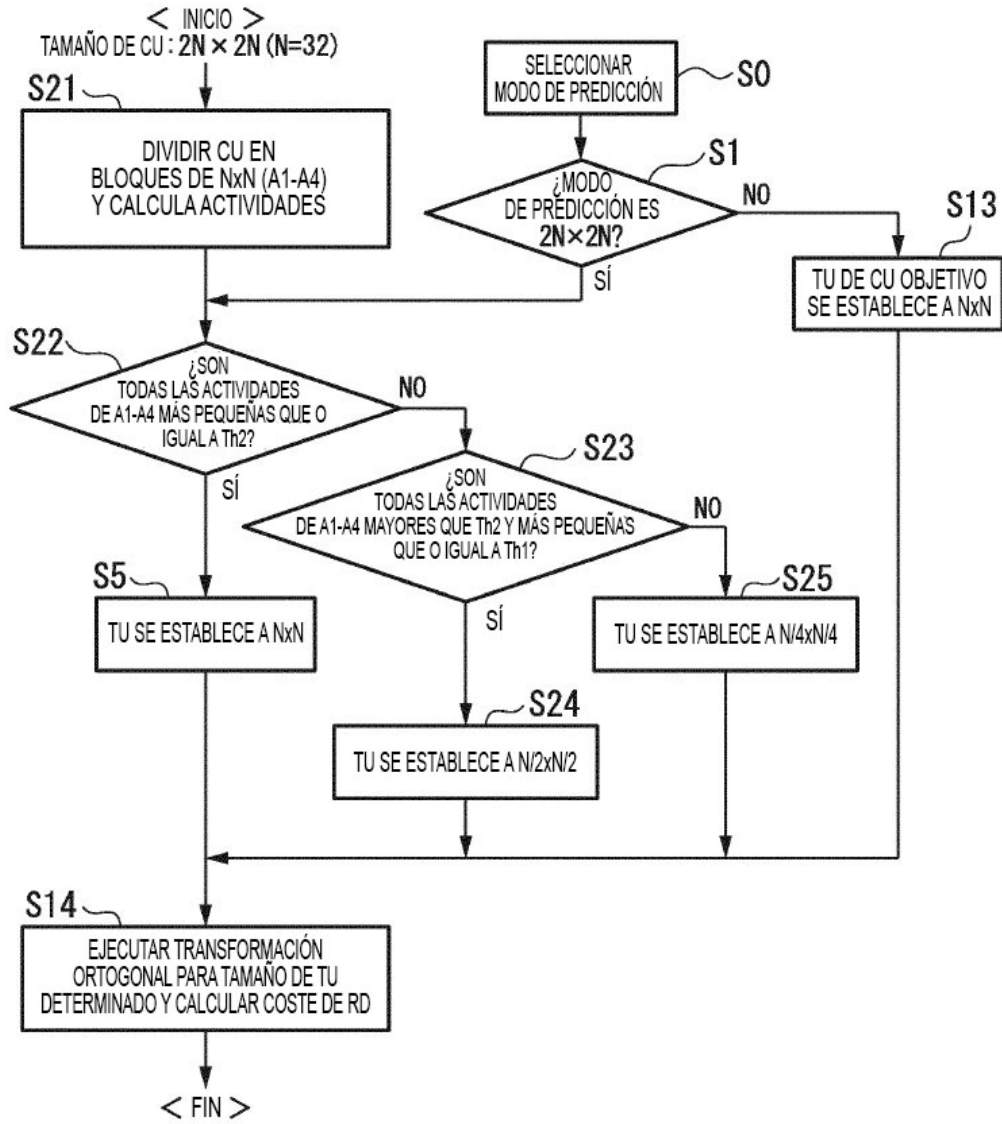 < INICIO >
TAMAÑO DE CU : 2N × 2N (N=32)
S21
DIVIDIR CU EN
BLOQUES DE NxN (A1-A4)
Y CALCULA ACTIVIDADES
SELECCIONAR
MODO DE PREDICCIÓN
S0
S1
¿MODO
DE PREDICCIÓN ES
2N×2N?
NO
SÍ
S13
TU DE CU OBJETIVO
SE ESTABLECE A NxN
S22
¿SON
TODAS LAS ACTIVIDADES
DE A1-A4 MÁS PEQUEÑAS QUE O
IGUAL A Th2?
NO
SÍ
S23
¿SON
TODAS LAS ACTIVIDADES
DE A1-A4 MAYORES QUE Th2 Y MÁS PEQUEÑAS
QUE O IGUAL A Th1?
NO
SÍ
S5
TU SE ESTABLECE A NxN
S25
TU SE ESTABLECE A N/4xN/4
S24
TU SE ESTABLECE A N/2xN/2
S14
EJECUTAR TRANSFORMACIÓN
ORTOGONAL PARA TAMAÑO DE TU
DETERMINADO Y CALCULAR COSTE DE RD
< FIN >